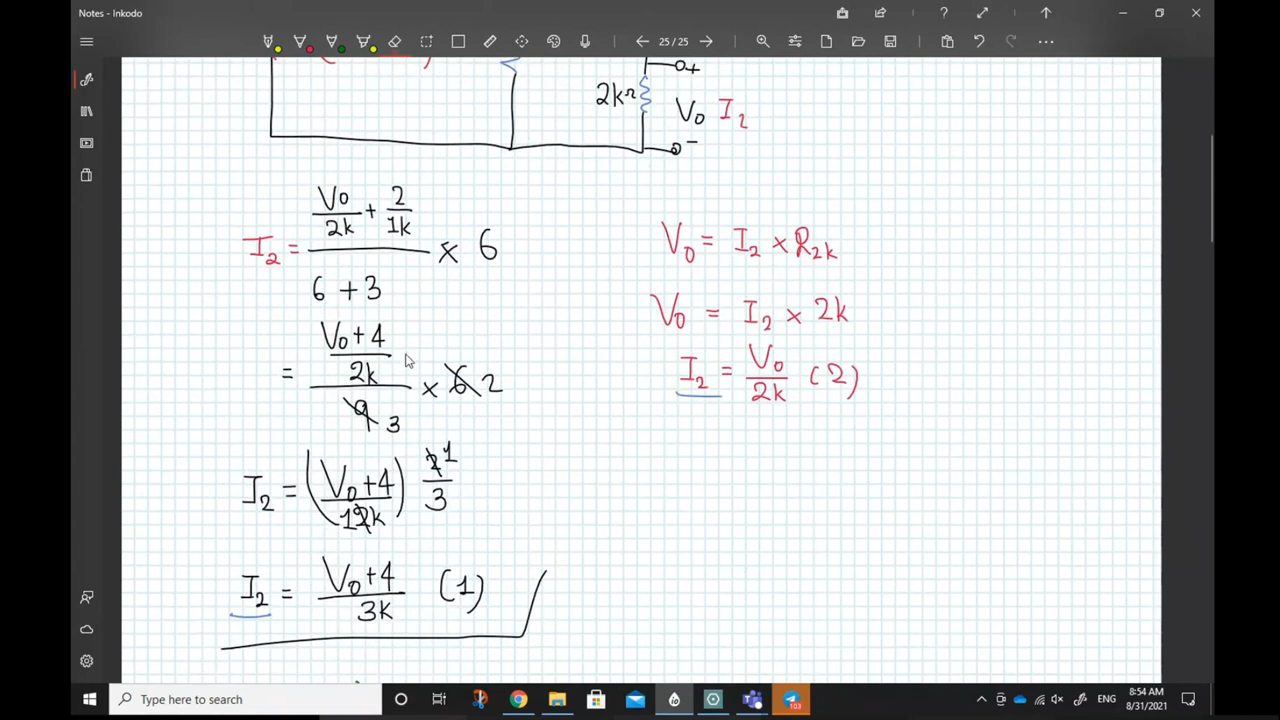 Notes - Inkodo
25 / 25
2kΩ
V0 I2
I2 = (V0/2k + 2/1k)/(6 + 3) × 6
= ((V0 + 4)/2k)/(9 3) × 6 2
I2 = ((V0 + 4)/12k) 2 1/3
I2 = (V0 + 4)/3k (1)
V0 = I2 × R2k
V0 = I2 × 2k
I2 = V0/2k (2)
Type here to search
103
ENG
8:54 AM
8/31/2021